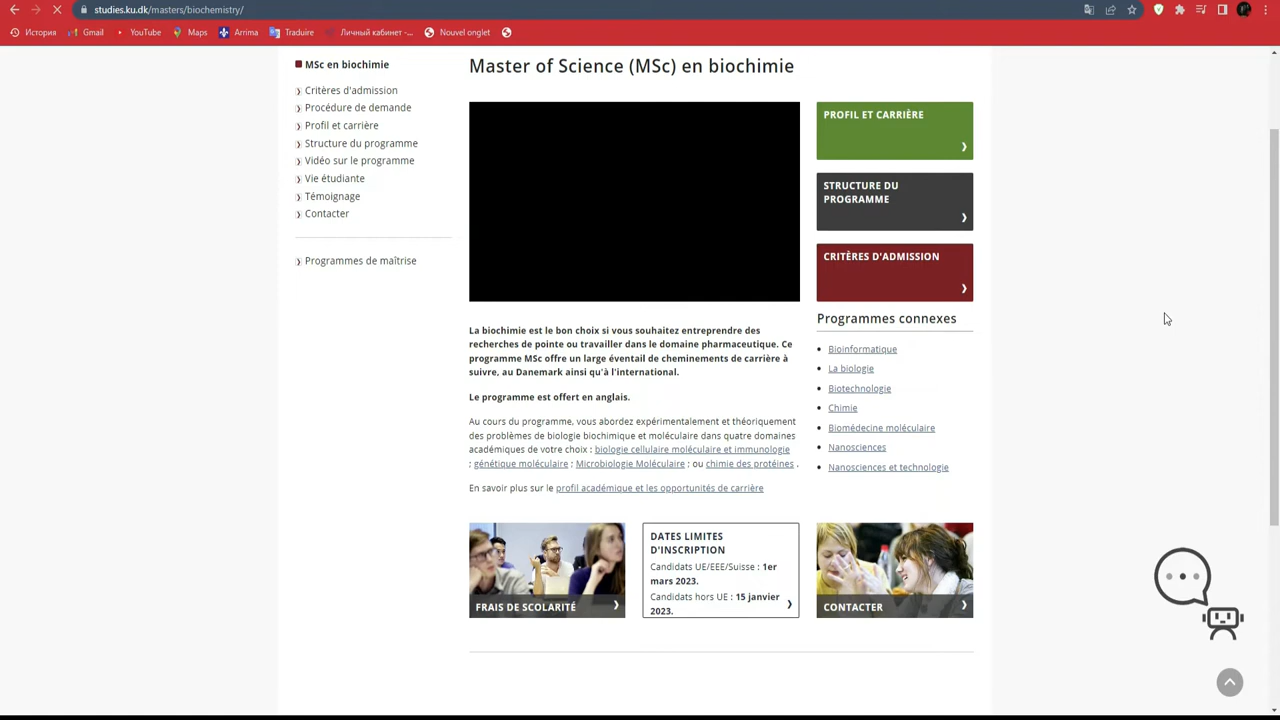 studies.ku.dk/masters/biochemistry/
История
Gmail
YouTube
Maps
Arrima
Traduire
Личный кабинет -...
Nouvel onglet
MSc en biochimie
Critères d'admission
Procédure de demande
Profil et carrière
Structure du programme
Vidéo sur le programme
Vie étudiante
Témoignage
Contacter
Programmes de maîtrise
Master of Science (MSc) en biochimie
La biochimie est le bon choix si vous souhaitez entreprendre des
recherches de pointe ou travailler dans le domaine pharmaceutique. Ce
programme MSc offre un large éventail de cheminements de carrière à
suivre, au Danemark ainsi qu'à l'international.
Le programme est offert en anglais.
Au cours du programme, vous abordez expérimentalement et théoriquement
des problèmes de biologie biochimique et moléculaire dans quatre domaines
académiques de votre choix : biologie cellulaire moléculaire et immunologie
; génétique moléculaire ; Microbiologie Moléculaire ; ou chimie des protéines .
En savoir plus sur le profil académique et les opportunités de carrière
PROFIL ET CARRIÈRE
STRUCTURE DU
PROGRAMME
CRITÈRES D'ADMISSION
Programmes connexes
Bioinformatique
La biologie
Biotechnologie
Chimie
Biomédecine moléculaire
Nanosciences
Nanosciences et technologie
FRAIS DE SCOLARITÉ
DATES LIMITES
D'INSCRIPTION
Candidats UE/EEE/Suisse : 1er
mars 2023.
Candidats hors UE : 15 janvier
2023.
CONTACTER